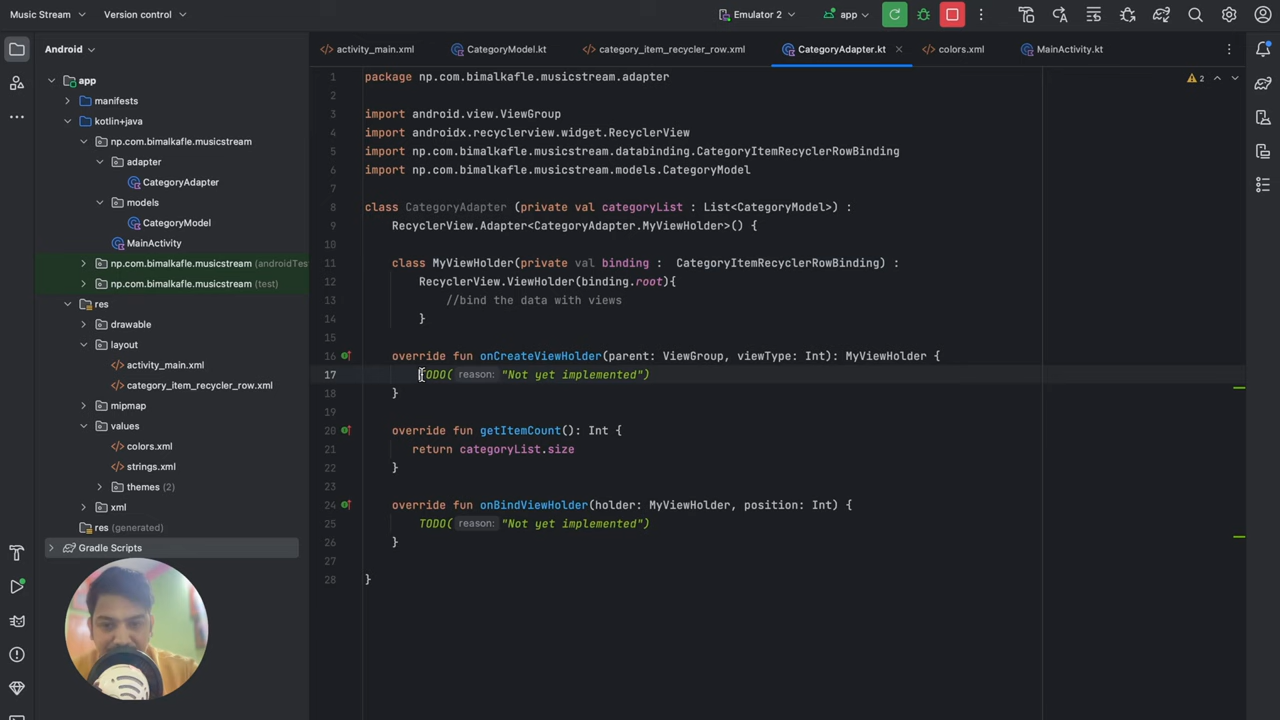 Music Stream
Version control
Emulator 2
app
Android
activity_main.xml
CategoryModel.kt
category_item_recycler_row.xml
CategoryAdapter.kt
colors.xml
MainActivity.kt
app
manifests
kotlin+java
np.com.bimalkafle.musicstream
adapter
CategoryAdapter
models
CategoryModel
MainActivity
np.com.bimalkafle.musicstream (androidTes
np.com.bimalkafle.musicstream (test)
res
drawable
layout
activity_main.xml
category_item_recycler_row.xml
mipmap
values
colors.xml
strings.xml
themes (2)
xml
res (generated)
Gradle Scripts
2
1 package np.com.bimalkafle.musicstream.adapter
2
3 import android.view.ViewGroup
4 import androidx.recyclerview.widget.RecyclerView
5 import np.com.bimalkafle.musicstream.databinding.CategoryItemRecyclerRowBinding
6 import np.com.bimalkafle.musicstream.models.CategoryModel
7
8 class CategoryAdapter (private val categoryList : List<CategoryModel>) :
9 RecyclerView.Adapter<CategoryAdapter.MyViewHolder>() {
10
11 class MyViewHolder(private val binding : CategoryItemRecyclerRowBinding) :
12 RecyclerView.ViewHolder(binding.root){
13 //bind the data with views
14 }
15
16 override fun onCreateViewHolder(parent: ViewGroup, viewType: Int): MyViewHolder {
17 TODO( reason: "Not yet implemented")
18 }
19
20 override fun getItemCount(): Int {
21 return categoryList.size
22 }
23
24 override fun onBindViewHolder(holder: MyViewHolder, position: Int) {
25 TODO( reason: "Not yet implemented")
26 }
27
28 }